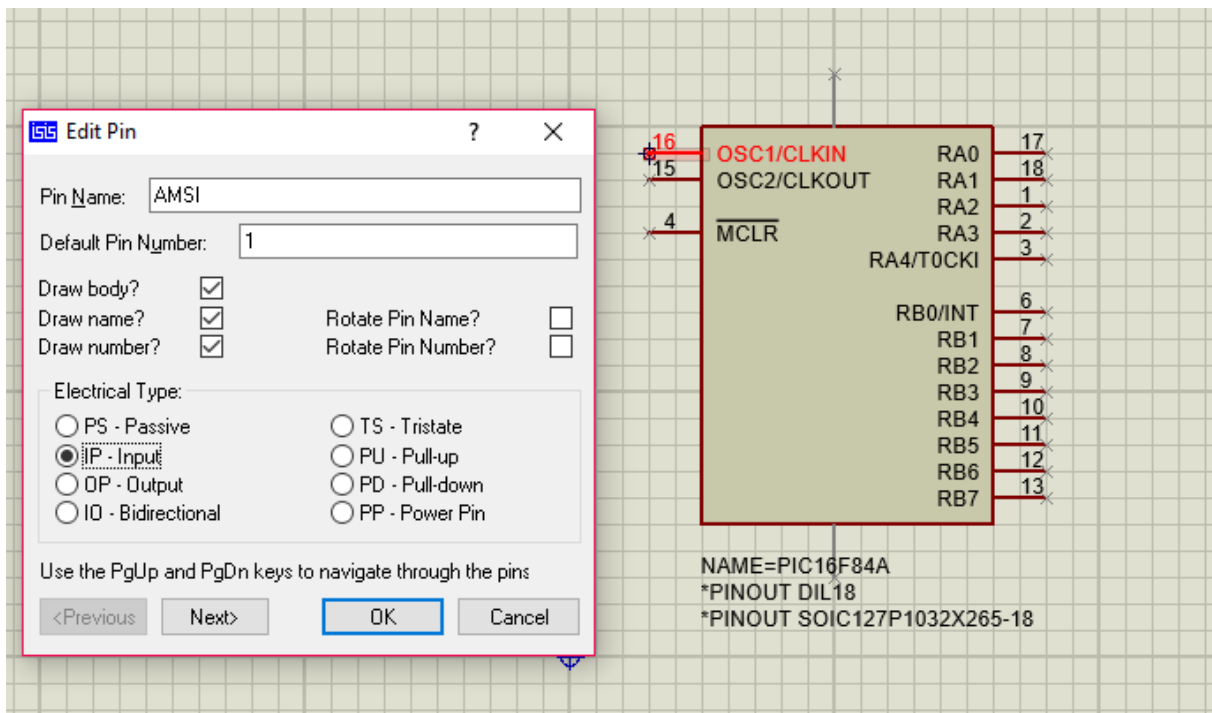 isis Edit Pin ?
Pin Name: AMSI
Default Pin Number: 1
Draw body?
Draw name? Rotate Pin Name?
Draw number? Rotate Pin Number?
Electrical Type:
PS - Passive TS - Tristate
IP - Input PU - Pull-up
OP - Output PD - Pull-down
IO - Bidirectional PP - Power Pin
Use the PgUp and PgDn keys to navigate through the pins
<Previous Next> OK Cancel
16 OSC1/CLKIN RA0 17
15 OSC2/CLKOUT RA1 18
RA2 1
4 MCLR RA3 2
RA4/T0CKI 3
RB0/INT 6
RB1 7
RB2 8
RB3 9
RB4 10
RB5 11
RB6 12
RB7 13
NAME=PIC16F84A
*PINOUT DIL18
*PINOUT SOIC127P1032X265-18